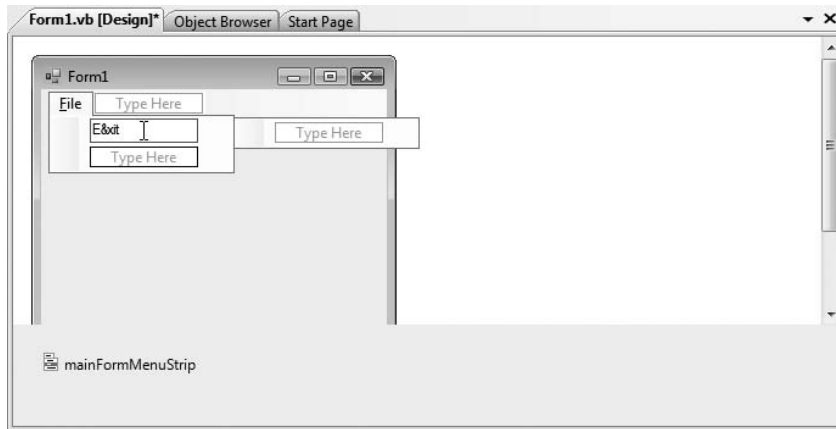 Form1.vb [Design]* Object Browser Start Page
Form1
File Type Here
E&xit Type Here
Type Here
mainFormMenuStrip